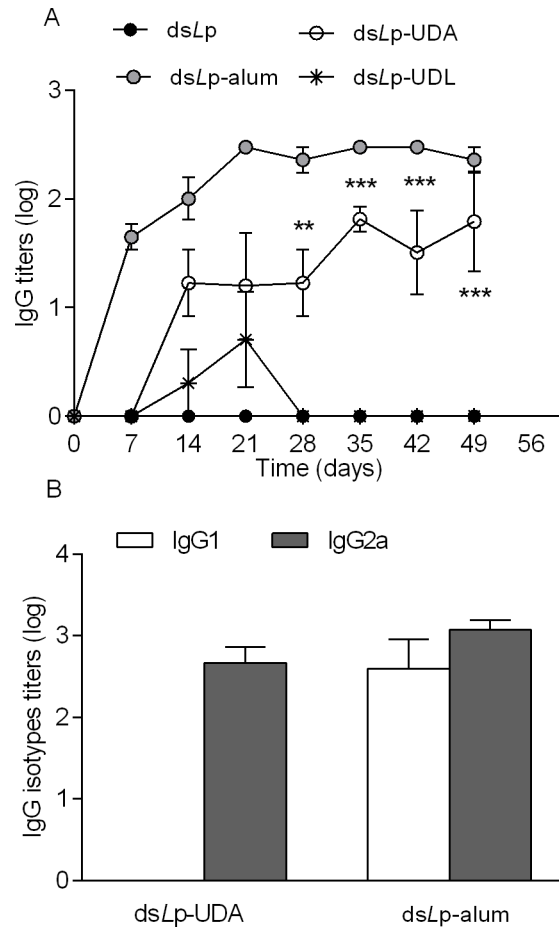 A
dsLp
dsLp-UDA
dsLp-alum
dsLp-UDL
IgG titers (log)
3
2
1
0
**
***
***
***
0 7 14 21 28 35 42 49 56
Time (days)
B
IgG1
IgG2a
IgG isotypes titers (log)
4
3
2
1
0
dsLp-UDA
dsLp-alum